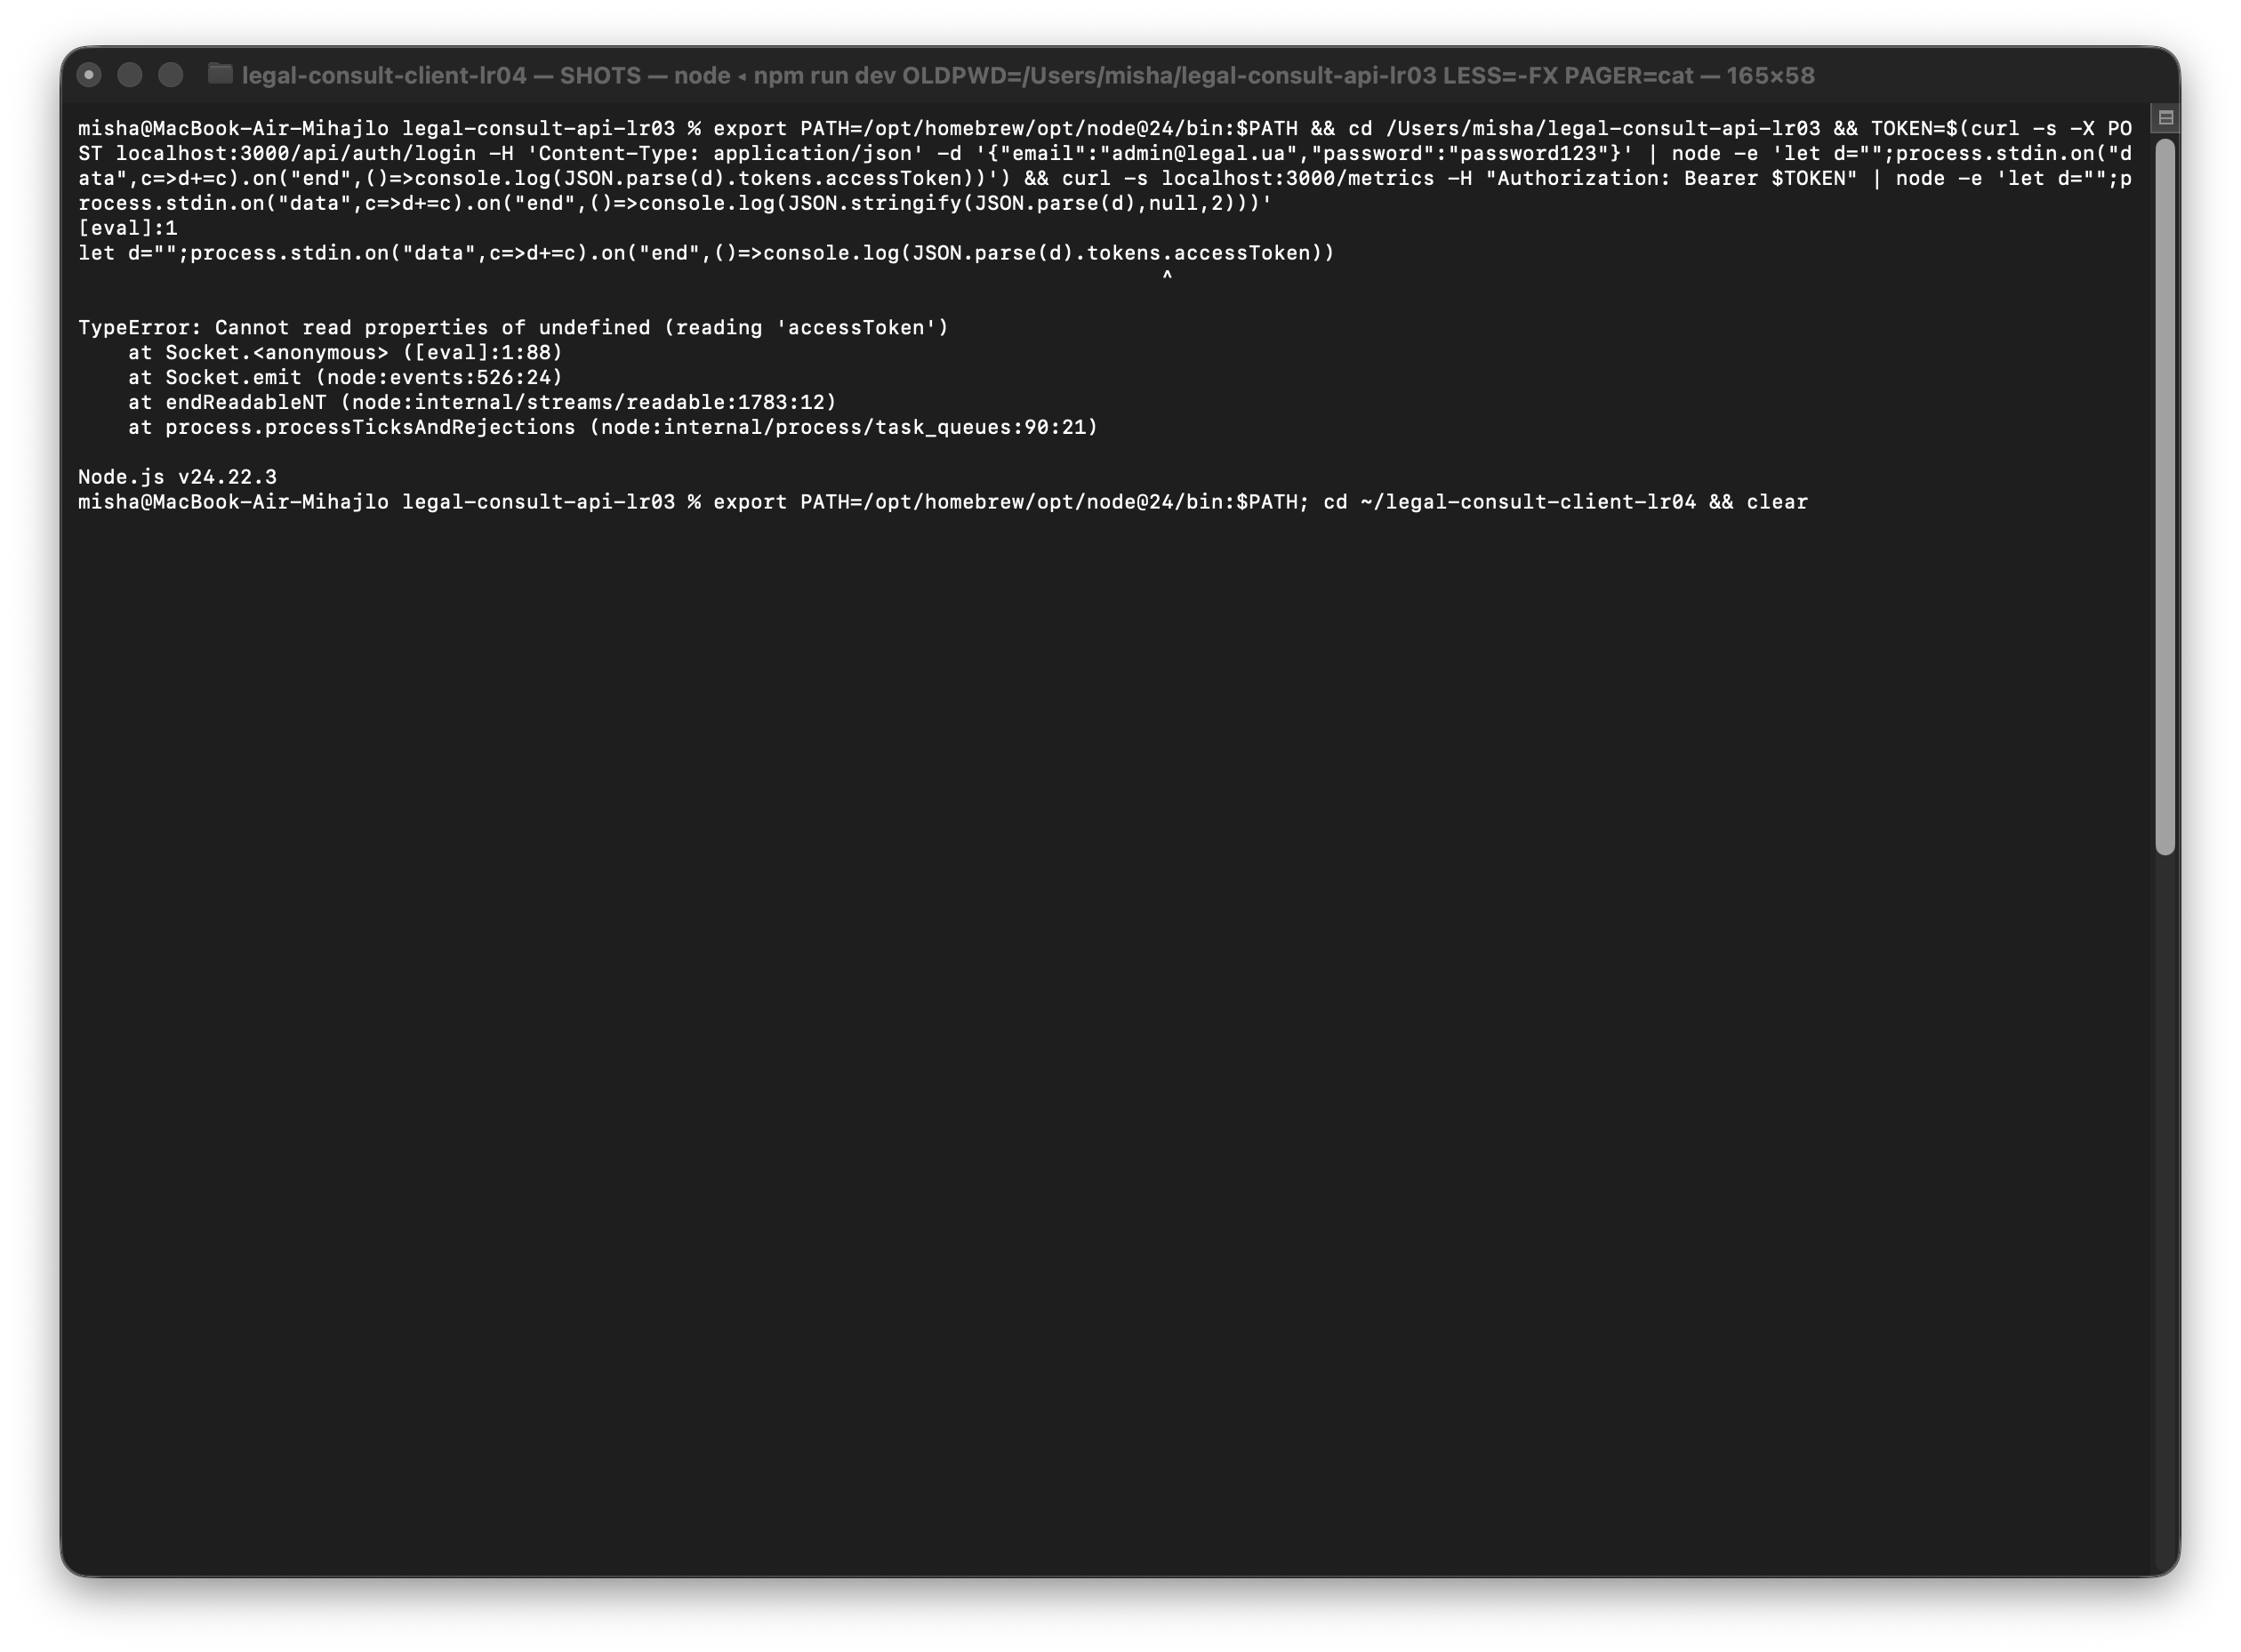 legal-consult-client-lr04 — SHOTS — node ◂ npm run dev OLDPWD=/Users/misha/legal-consult-api-lr03 LESS=-FX PAGER=cat — 165×58
misha@MacBook-Air-Mihajlo legal-consult-api-lr03 % export PATH=/opt/homebrew/opt/node@24/bin:$PATH && cd /Users/misha/legal-consult-api-lr03 && TOKEN=$(curl -s -X PO
ST localhost:3000/api/auth/login -H 'Content-Type: application/json' -d '{"email":"admin@legal.ua","password":"password123"}' | node -e 'let d="";process.stdin.on("d
ata",c=>d+=c).on("end",()=>console.log(JSON.parse(d).tokens.accessToken))') && curl -s localhost:3000/metrics -H "Authorization: Bearer $TOKEN" | node -e 'let d="";p
rocess.stdin.on("data",c=>d+=c).on("end",()=>console.log(JSON.stringify(JSON.parse(d),null,2)))'
[eval]:1
let d="";process.stdin.on("data",c=>d+=c).on("end",()=>console.log(JSON.parse(d).tokens.accessToken))
^
TypeError: Cannot read properties of undefined (reading 'accessToken')
at Socket.<anonymous> ([eval]:1:88)
at Socket.emit (node:events:526:24)
at endReadableNT (node:internal/streams/readable:1783:12)
at process.processTicksAndRejections (node:internal/process/task_queues:90:21)
Node.js v24.22.3
misha@MacBook-Air-Mihajlo legal-consult-api-lr03 % export PATH=/opt/homebrew/opt/node@24/bin:$PATH; cd ~/legal-consult-client-lr04 && clear